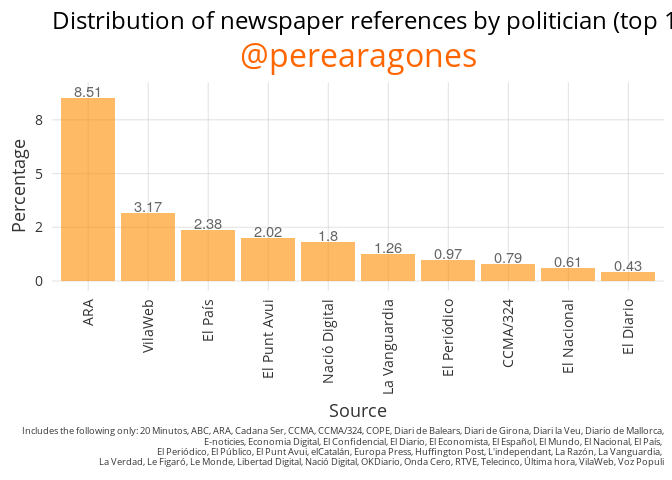 Distribution of newspaper references by politician (top 1
@perearagones
Percentage
8
5
2
0
8.51
3.17
2.38
2.02
1.8
1.26
0.97
0.79
0.61
0.43
ARA
VilaWeb
El País
El Punt Avui
Nació Digital
La Vanguardia
El Periódico
CCMA/324
El Nacional
El Diario
Source
Includes the following only: 20 Minutos, ABC, ARA, Cadana Ser, CCMA, CCMA/324, COPE, Diari de Balears, Diari de Girona, Diari la Veu, Diario de Mallorca,
E-noticies, Economia Digital, El Confidencial, El Diario, El Economista, El Español, El Mundo, El Nacional, El País,
El Periódico, El Público, El Punt Avui, elCatalán, Europa Press, Huffington Post, L'independant, La Razón, La Vanguardia,
La Verdad, Le Figaró, Le Monde, Libertad Digital, Nació Digital, OKDiario, Onda Cero, RTVE, Telecinco, Última hora, VilaWeb, Voz Populi